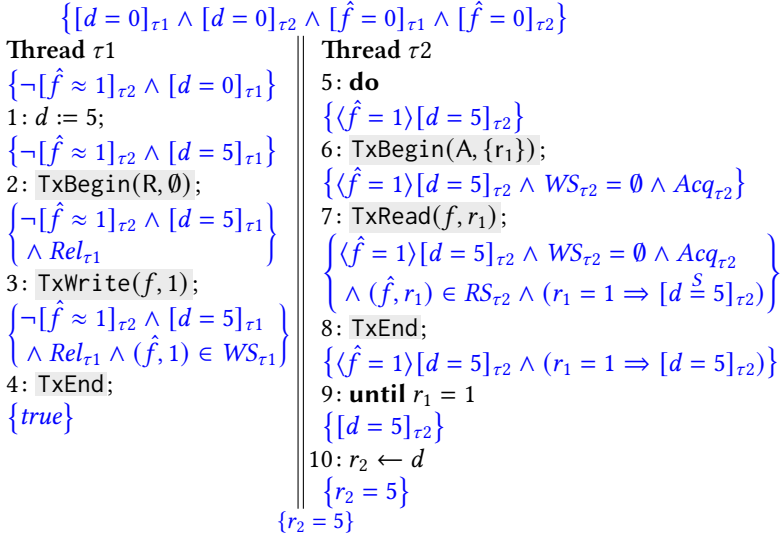 {[d = 0]τ1 ∧ [d = 0]τ2 ∧ [f̂ = 0]τ1 ∧ [f̂ = 0]τ2}
Thread τ1
{¬[f̂ ≈ 1]τ2 ∧ [d = 0]τ1}
1: d := 5;
{¬[f̂ ≈ 1]τ2 ∧ [d = 5]τ1}
2: TxBegin(R, ∅);
{¬[f̂ ≈ 1]τ2 ∧ [d = 5]τ1
∧ Relτ1}
3: TxWrite(f, 1);
{¬[f̂ ≈ 1]τ2 ∧ [d = 5]τ1
∧ Relτ1 ∧ (f̂, 1) ∈ WSτ1}
4: TxEnd;
{true}
Thread τ2
5: do
{⟨f̂ = 1⟩[d = 5]τ2}
6: TxBegin(A, {r1});
{⟨f̂ = 1⟩[d = 5]τ2 ∧ WSτ2 = ∅ ∧ Acqτ2}
7: TxRead(f, r1);
{⟨f̂ = 1⟩[d = 5]τ2 ∧ WSτ2 = ∅ ∧ Acqτ2
∧ (f̂, r1) ∈ RSτ2 ∧ (r1 = 1 ⇒ [d =^S 5]τ2)}
8: TxEnd;
{⟨f̂ = 1⟩[d = 5]τ2 ∧ (r1 = 1 ⇒ [d = 5]τ2)}
9: until r1 = 1
{[d = 5]τ2}
10: r2 ← d
{r2 = 5}
{r2 = 5}